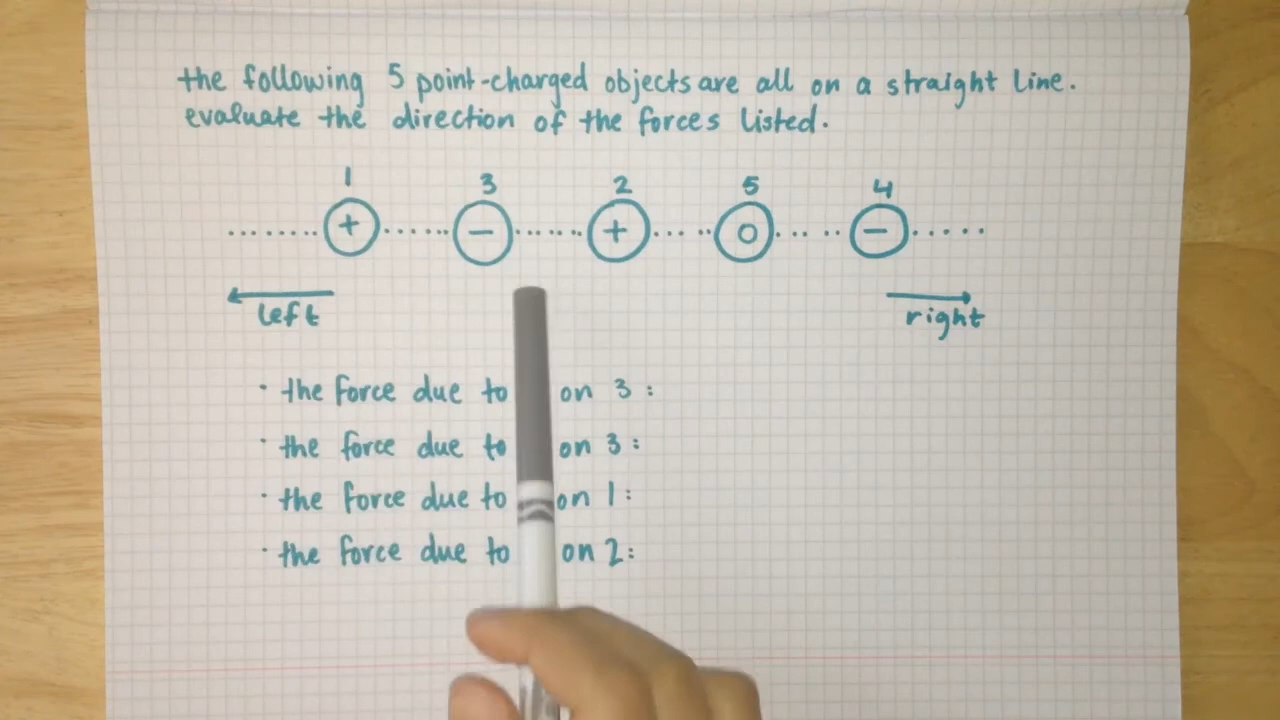 the following 5 point-charged objects are all on a straight line.
evaluate the direction of the forces listed.
1 3 2 5 4
+ - + 0 -
left right
· the force due to on 3:
· the force due to on 3:
· the force due to on 1:
· the force due to on 2: